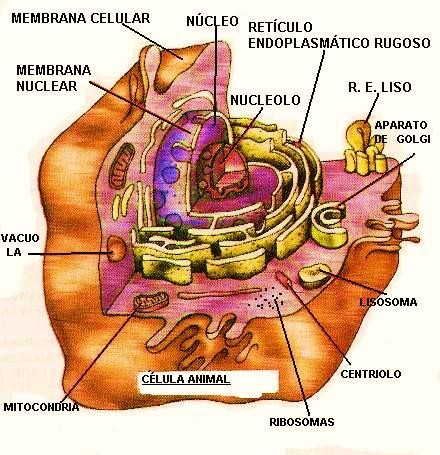 MEMBRANA CELULAR
NÚCLEO
RETÍCULO
ENDOPLASMÁTICO RUGOSO
MEMBRANA
NUCLEAR
NUCLEOLO
R. E. LISO
APARATO
DE GOLGI
VACUO
LA
LISOSOMA
CENTRIOLO
CÉLULA ANIMAL
MITOCONDRIA
RIBOSOMAS